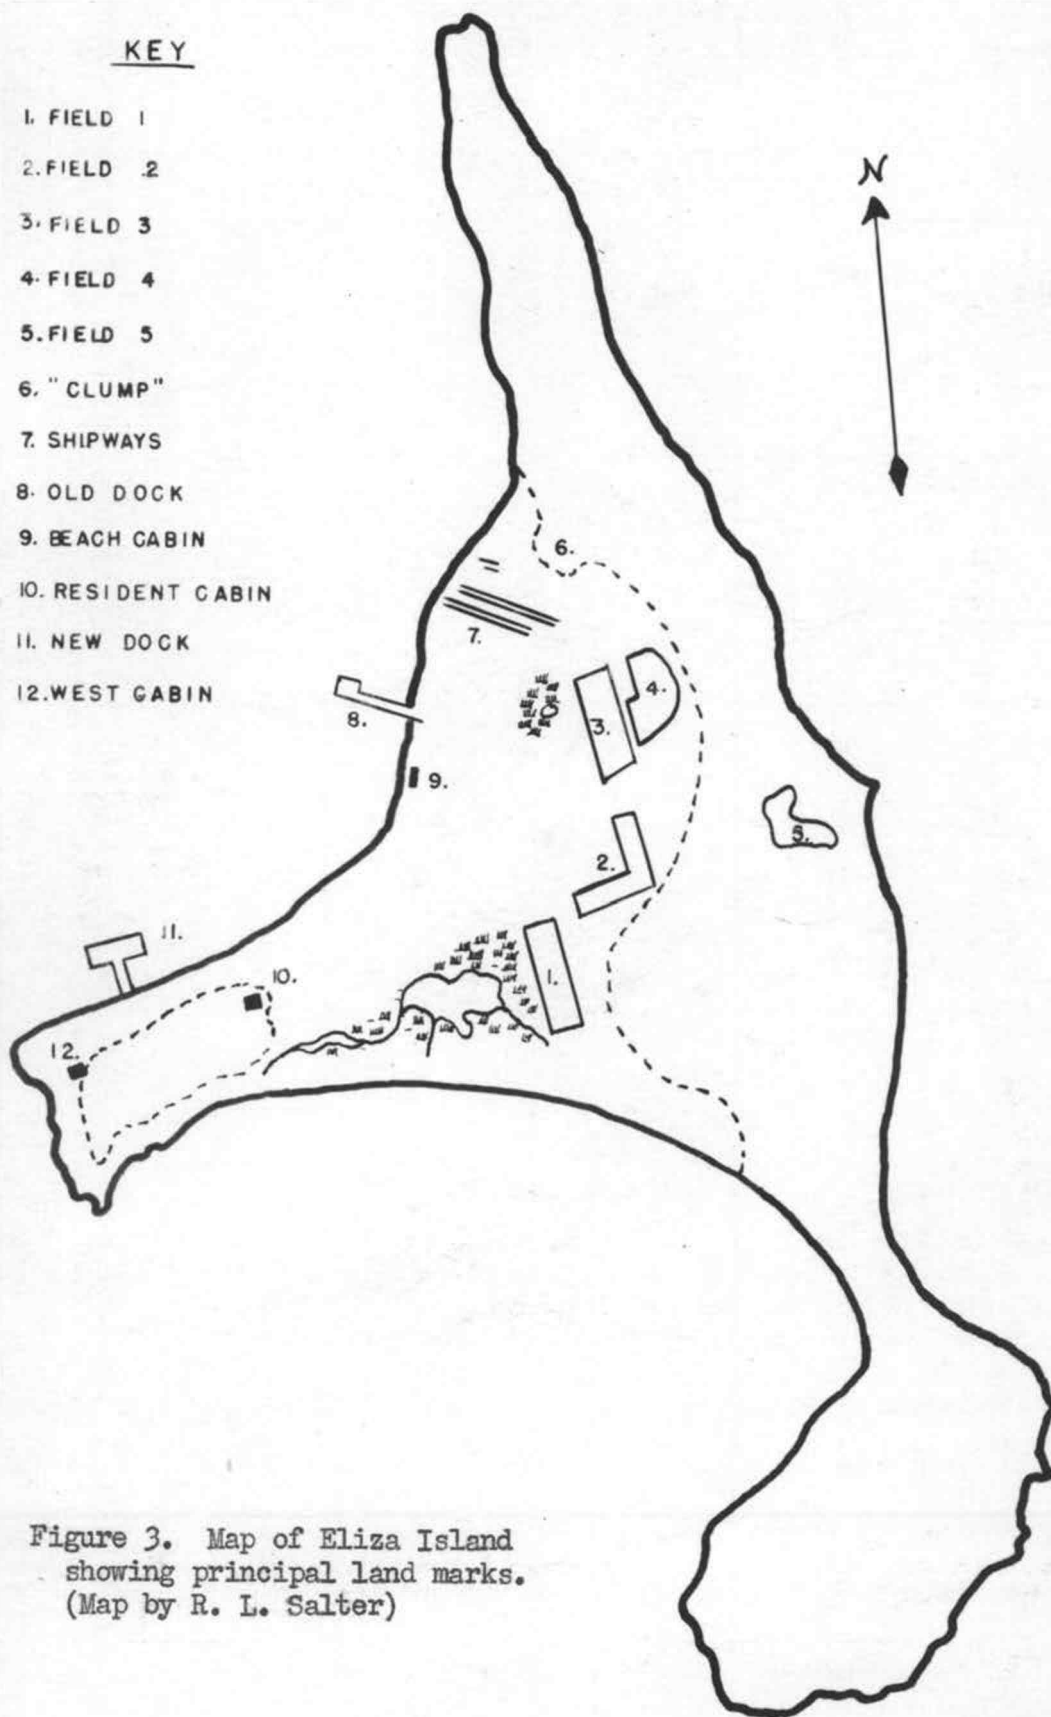 KEY
1. FIELD 1
2. FIELD .2
3. FIELD 3
4. FIELD 4
5. FIELD 5
6. "CLUMP"
7. SHIPWAYS
8. OLD DOCK
9. BEACH CABIN
10. RESIDENT CABIN
11. NEW DOCK
12. WEST CABIN
N
6.
7.
8.
3.
4.
9.
5.
2.
11.
10.
1.
12.
Figure 3. Map of Eliza Island
showing principal land marks.
(Map by R. L. Salter)